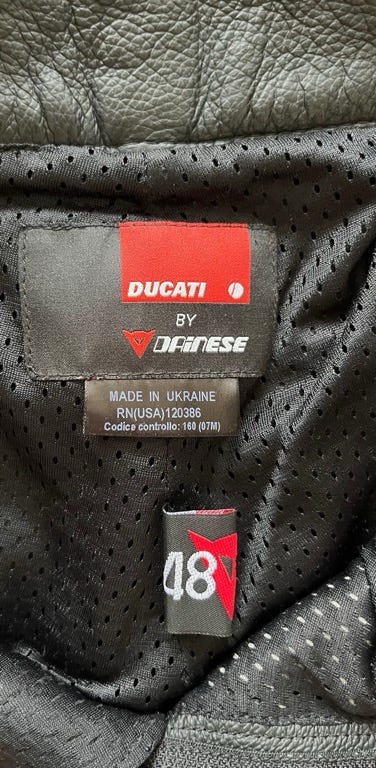 DUCATI
BY
DAINESE
MADE IN UKRAINE
RN(USA)120386
Codice controllo: 160 (07M)
48